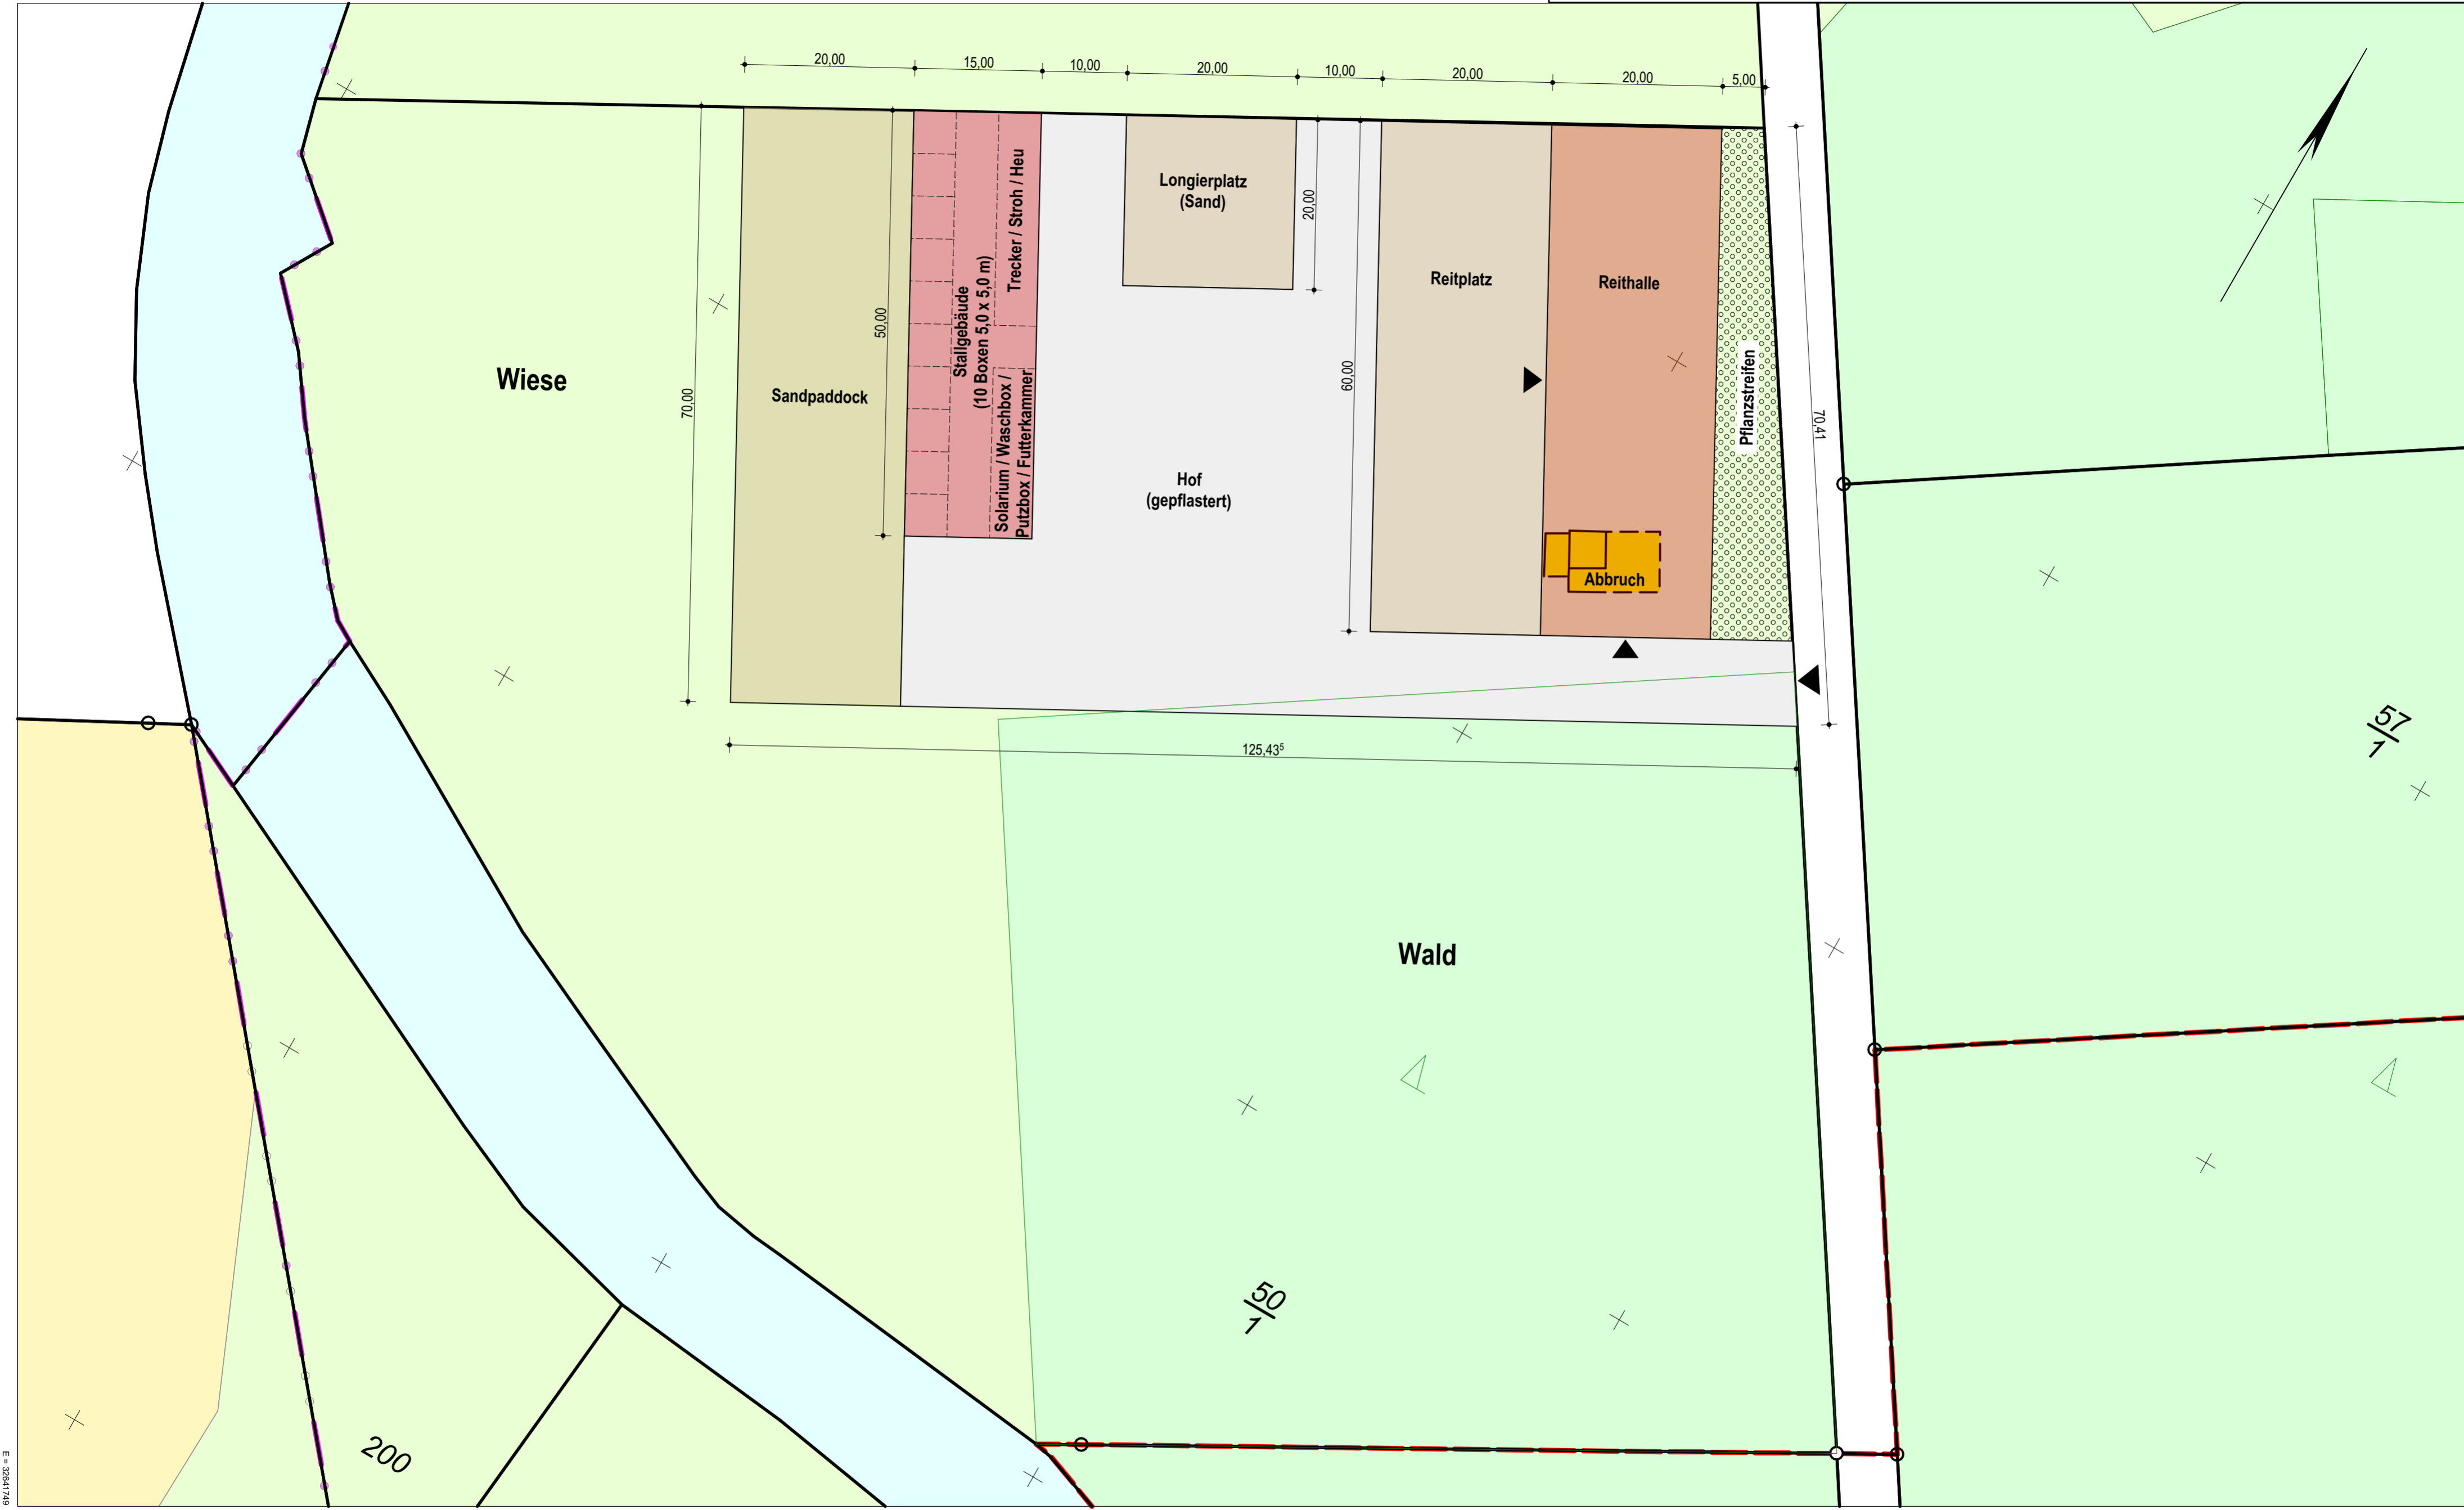 20,00
15,00
10,00
20,00
10,00
20,00
20,00
5,00
Longierplatz
(Sand)
20,00
Trecker / Stroh / Heu
Stallgebäude
(10 Boxen 5,0 x 5,0 m)
Solarium / Waschbox /
Putzbox / Futterkammer
50,00
70,00
60,00
Reitplatz
Reithalle
Pflanzstreifen
70,41
Wiese
Sandpaddock
Hof
(gepflastert)
Abbruch
125,43⁵
57
1
Wald
50
1
200
E = 32641749